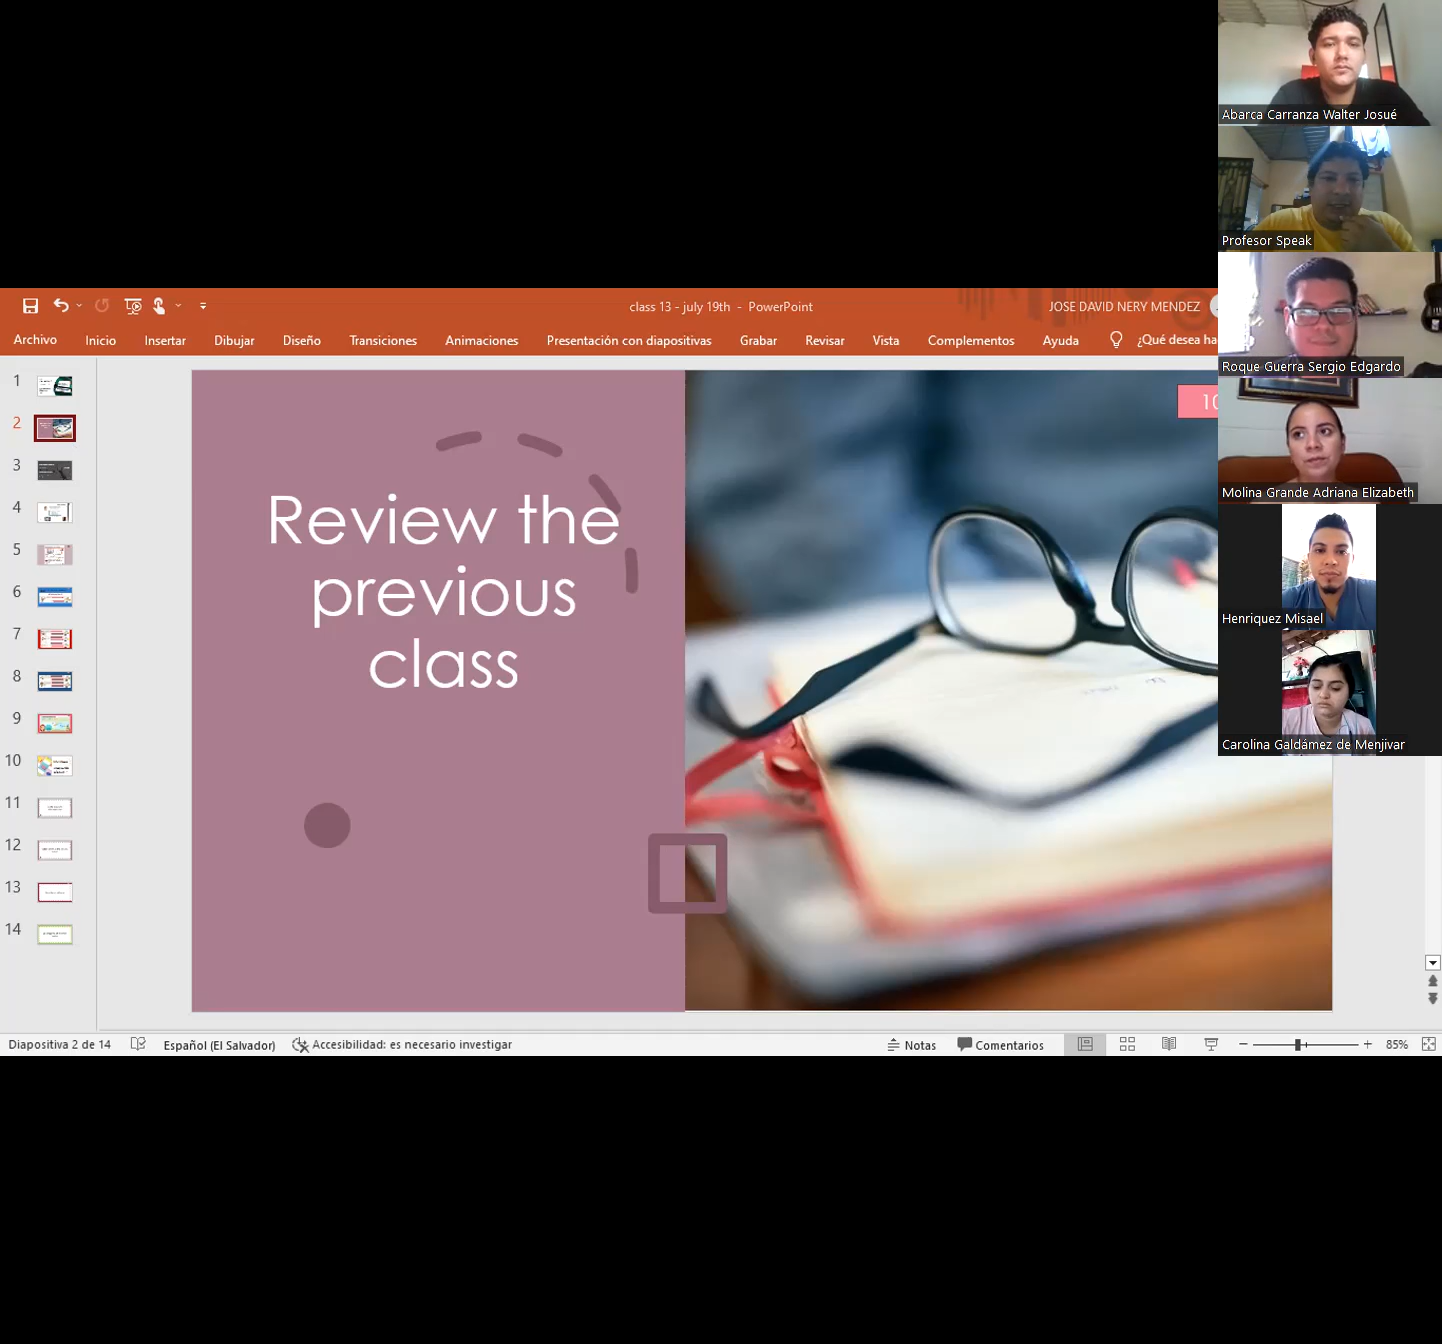 class 13 - july 19th - PowerPoint
JOSE DAVID NERY MENDEZ
Archivo
Inicio
Insertar
Dibujar
Diseño
Transiciones
Animaciones
Presentación con diapositivas
Grabar
Revisar
Vista
Complementos
Ayuda
¿Qué desea ha
1
2
3
4
5
6
7
8
9
10
11
12
13
14
Review the
previous
class
10
Abarca Carranza Walter Josué
Profesor Speak
Roque Guerra Sergio Edgardo
Molina Grande Adriana Elizabeth
Henriquez Misael
Carolina Galdámez de Menjivar
Diapositiva 2 de 14
Español (El Salvador)
Accesibilidad: es necesario investigar
Notas
Comentarios
85%